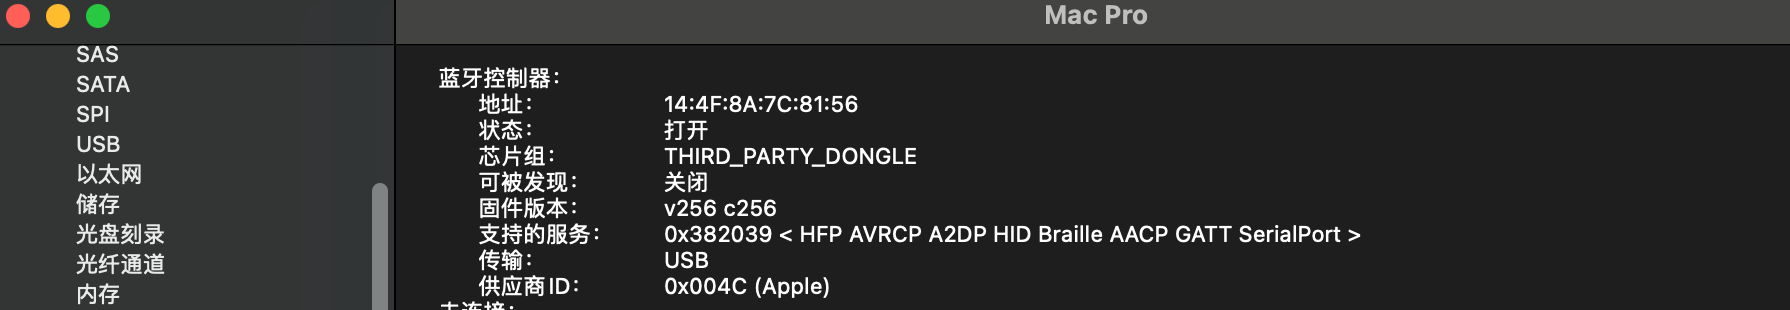 Mac Pro
SAS
SATA
SPI
USB
以太网
储存
光盘刻录
光纤通道
内存
蓝牙控制器：
地址： 14:4F:8A:7C:81:56
状态： 打开
芯片组： THIRD_PARTY_DONGLE
可被发现： 关闭
固件版本： v256 c256
支持的服务： 0x382039 < HFP AVRCP A2DP HID Braille AACP GATT SerialPort >
传输： USB
供应商ID： 0x004C (Apple)